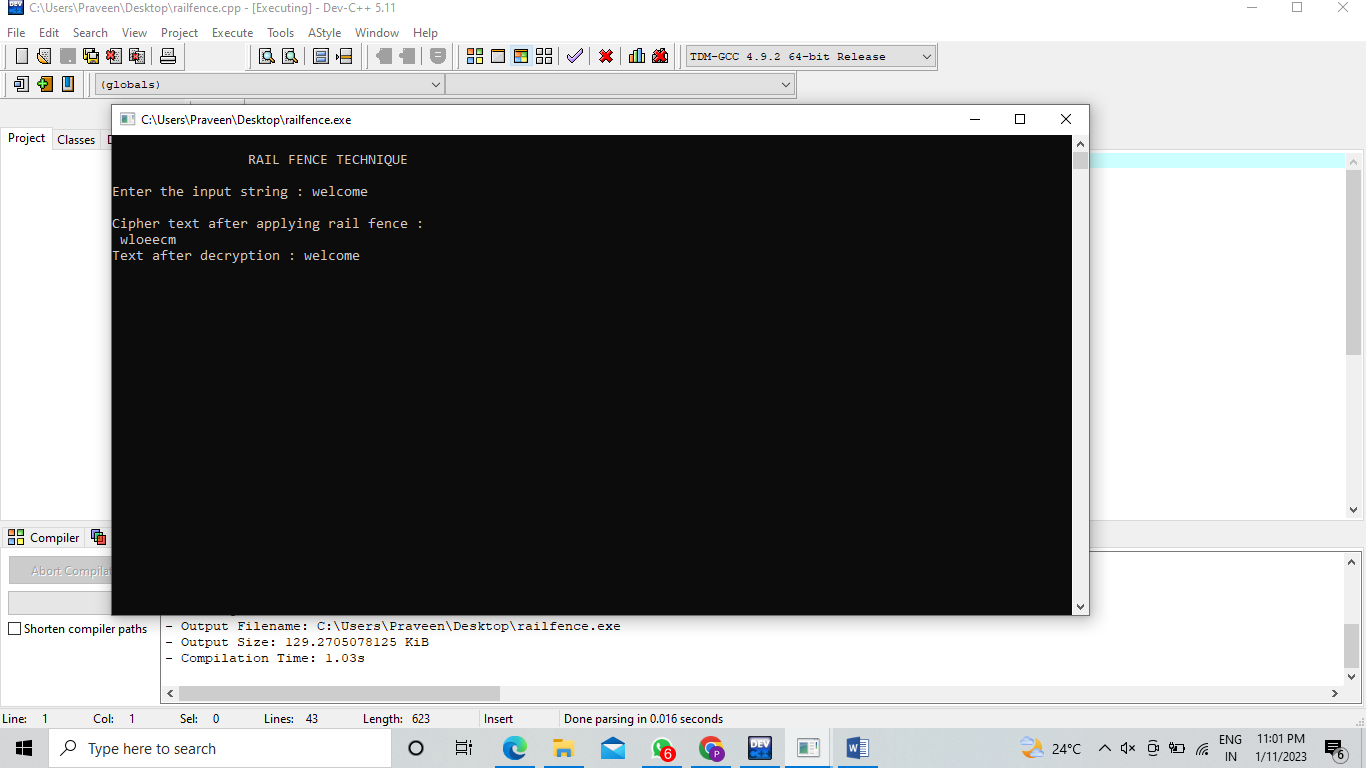 C:\Users\Praveen\Desktop\railfence.cpp - [Executing] - Dev-C++ 5.11
File Edit Search View Project Execute Tools AStyle Window Help
TDM-GCC 4.9.2 64-bit Release
(globals)
Project Classes
C:\Users\Praveen\Desktop\railfence.exe
RAIL FENCE TECHNIQUE
Enter the input string : welcome
Cipher text after applying rail fence :
wloeecm
Text after decryption : welcome
Compiler
Abort
Shorten compiler paths
- Output Filename: C:\Users\Praveen\Desktop\railfence.exe
- Output Size: 129.2705078125 KiB
- Compilation Time: 1.03s
Line: 1 Col: 1 Sel: 0 Lines: 43 Length: 623 Insert Done parsing in 0.016 seconds
Type here to search
6
P
DEV
24°C
ENG
IN
11:01 PM
1/11/2023
6